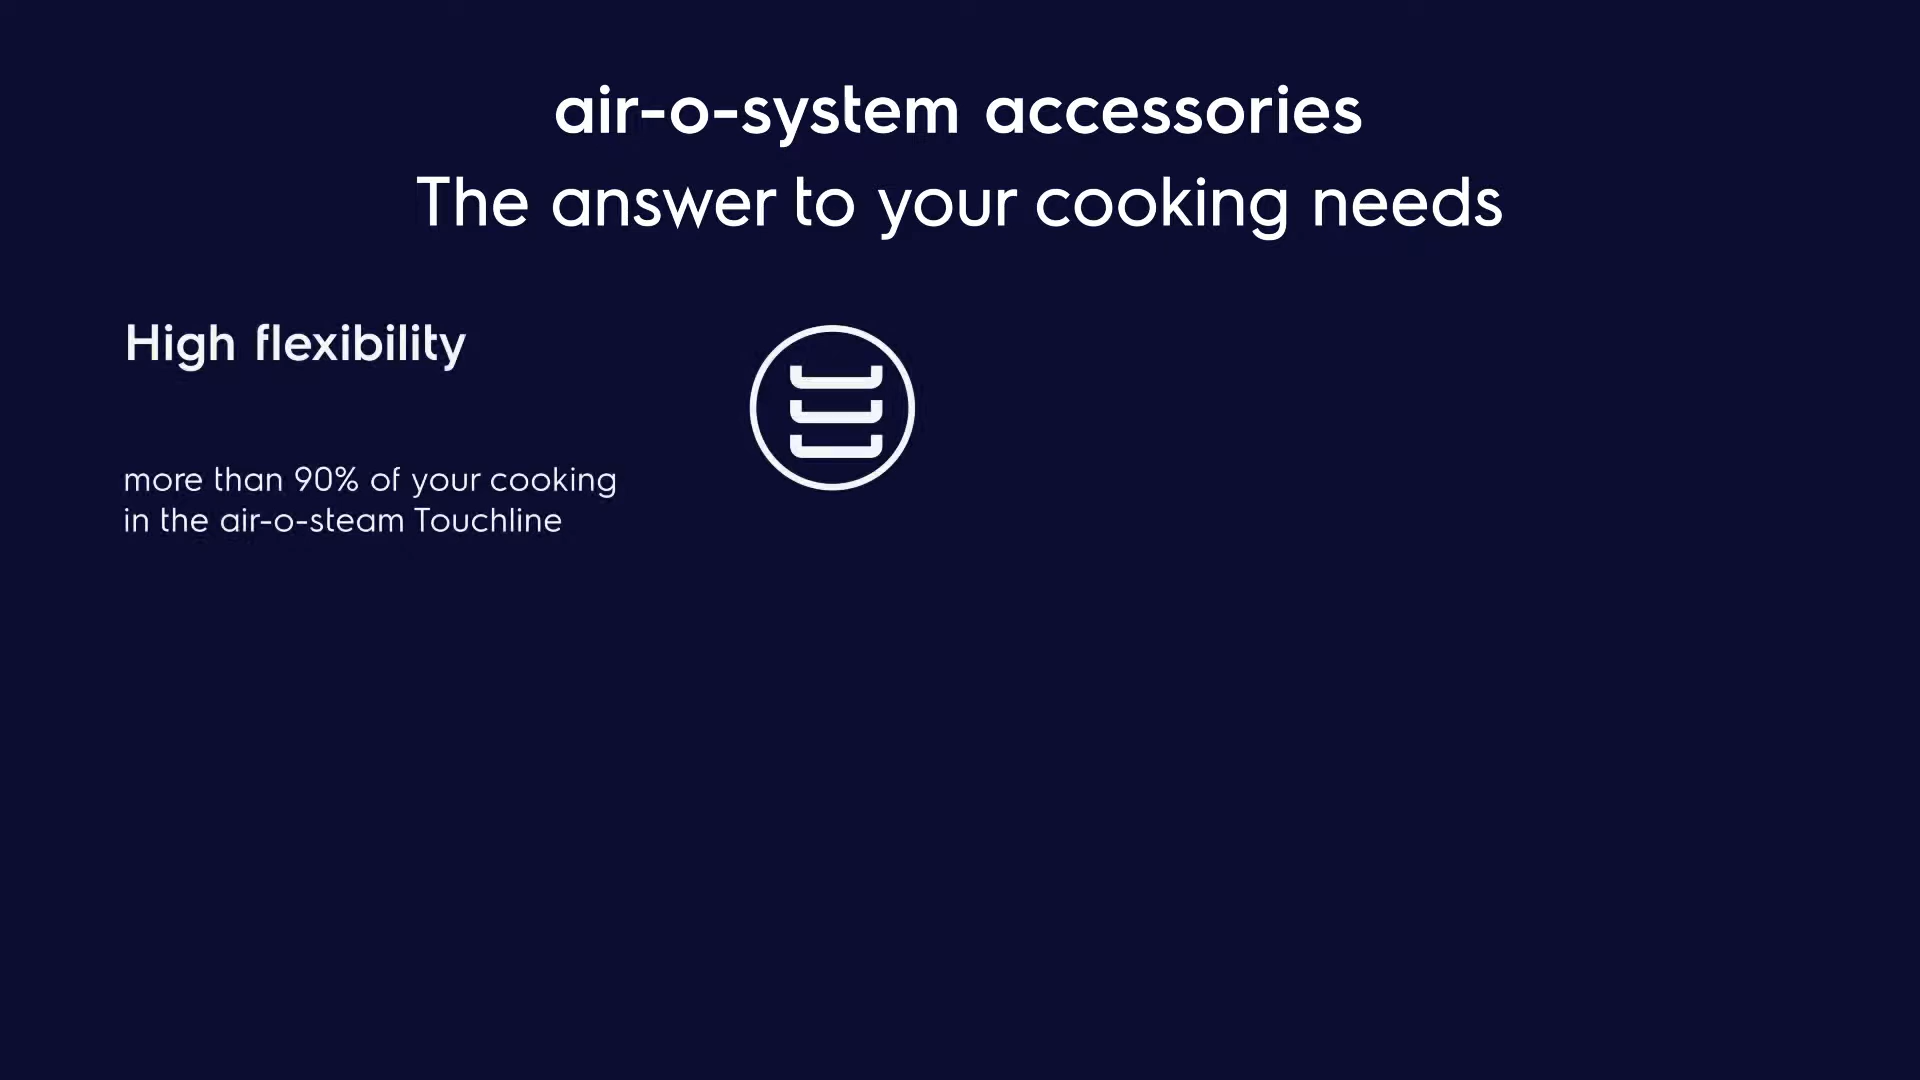 air-o-system accessories
The answer to your cooking needs
High flexibility
more than 90% of your cooking
in the air-o-steam Touchline